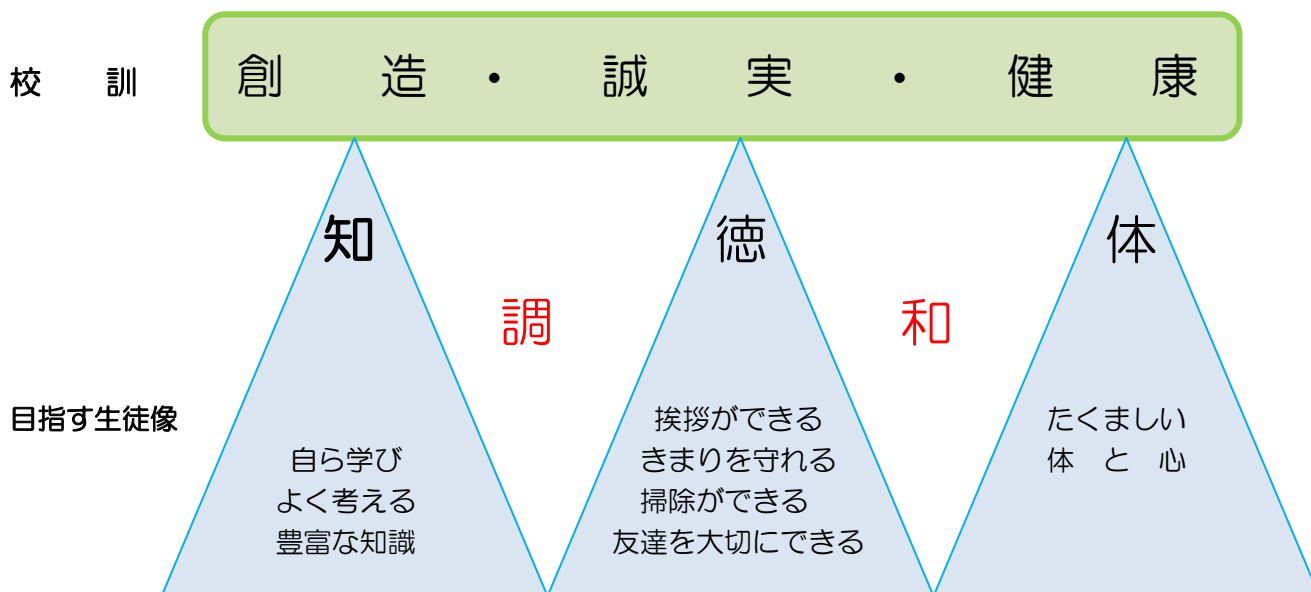 校 訓
創 造 ・ 誠 実 ・ 健 康
知
徳
体
調 和
目指す生徒像
自ら学び
よく考える
豊富な知識
挨拶ができる
きまりを守れる
掃除ができる
友達を大切にできる
たくましい
体 と 心